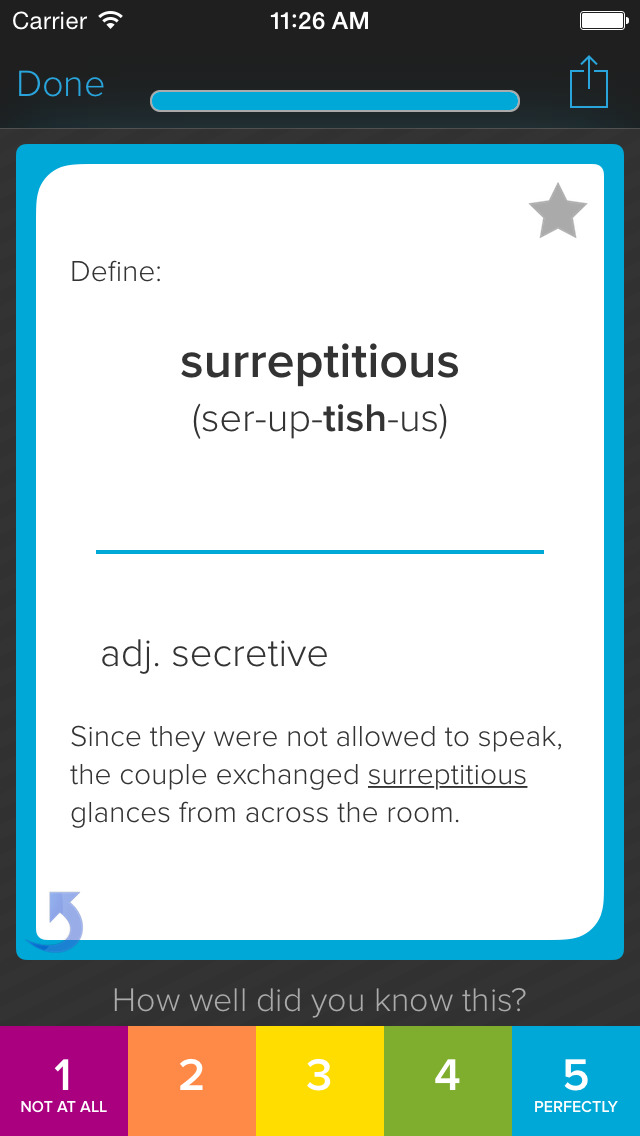 Carrier 11:26 AM
Done
Define:
surreptitious
(ser-up-tish-us)
adj. secretive
Since they were not allowed to speak,
the couple exchanged surreptitious
glances from across the room.
How well did you know this?
1 2 3 4 5
NOT AT ALL PERFECTLY